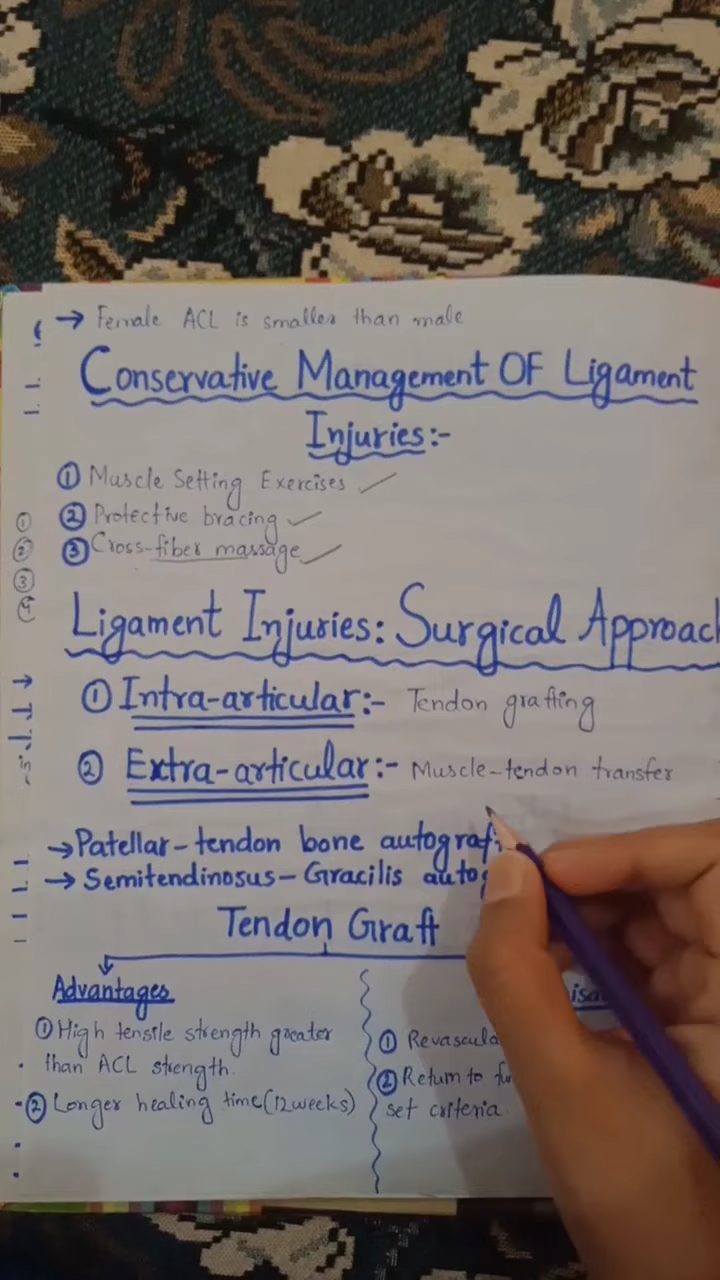 → Female ACL is smaller than male
Conservative Management OF Ligament
Injuries:-
① Muscle Setting Exercises
② Protective bracing
③ Cross-fiber massage
Ligament Injuries: Surgical
① Intra-articular:- Tendon grafting
② Extra-articular:- Muscle-tendon transfer
→ Patellar-tendon bone
→ Semitendinosus-Gracilis
Tendon Graft
Advantages
① High tensile strength greater
than ACL strength.
② Longer healing time (12 weeks)
①
② Return to
set criteria.
①
②
③